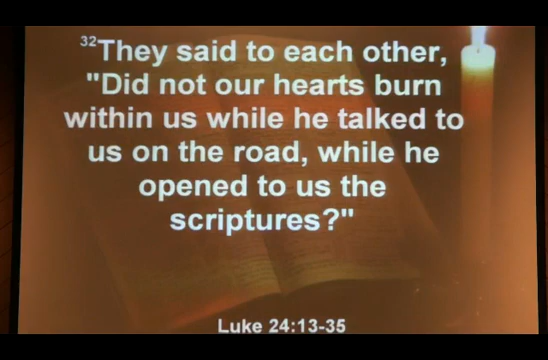 32They said to each other,
"Did not our hearts burn
within us while he talked to
us on the road, while he
opened to us the
scriptures?"
Luke 24:13-35